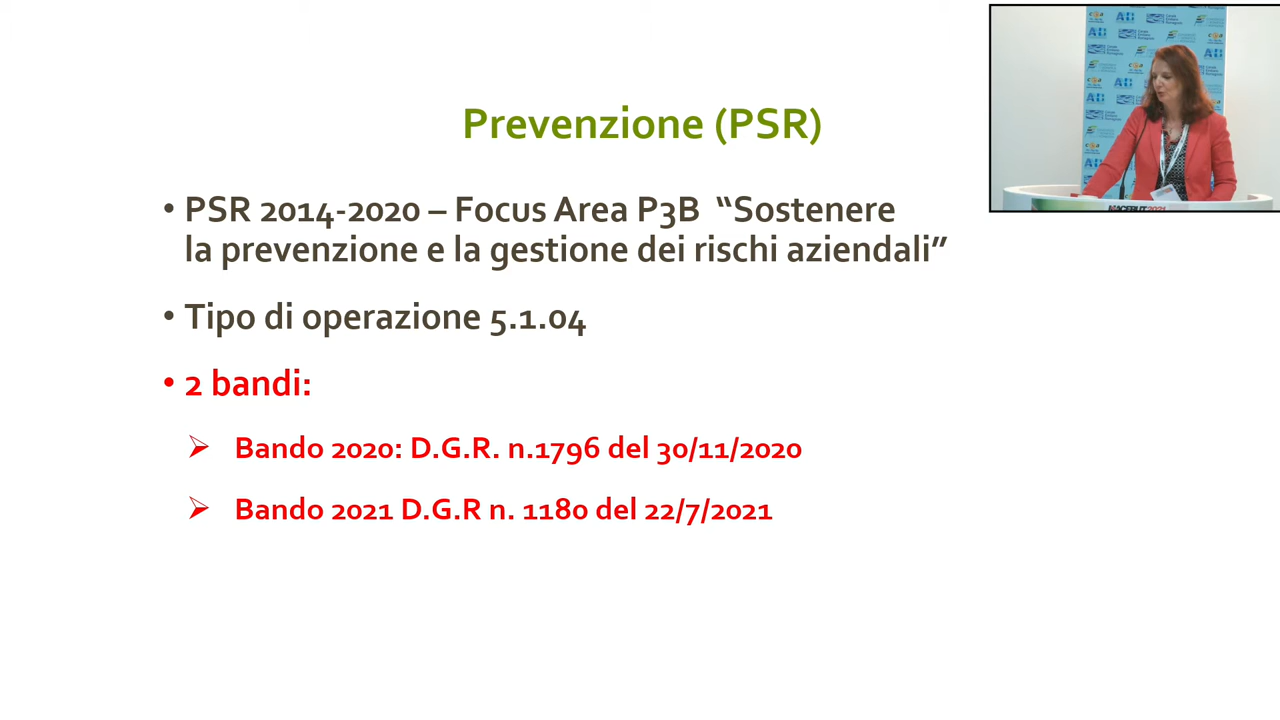 Prevenzione (PSR)
• PSR 2014-2020 – Focus Area P3B “Sostenere
la prevenzione e la gestione dei rischi aziendali”
• Tipo di operazione 5.1.04
• 2 bandi:
➢ Bando 2020: D.G.R. n.1796 del 30/11/2020
➢ Bando 2021 D.G.R n. 1180 del 22/7/2021
MACFRUT 2021